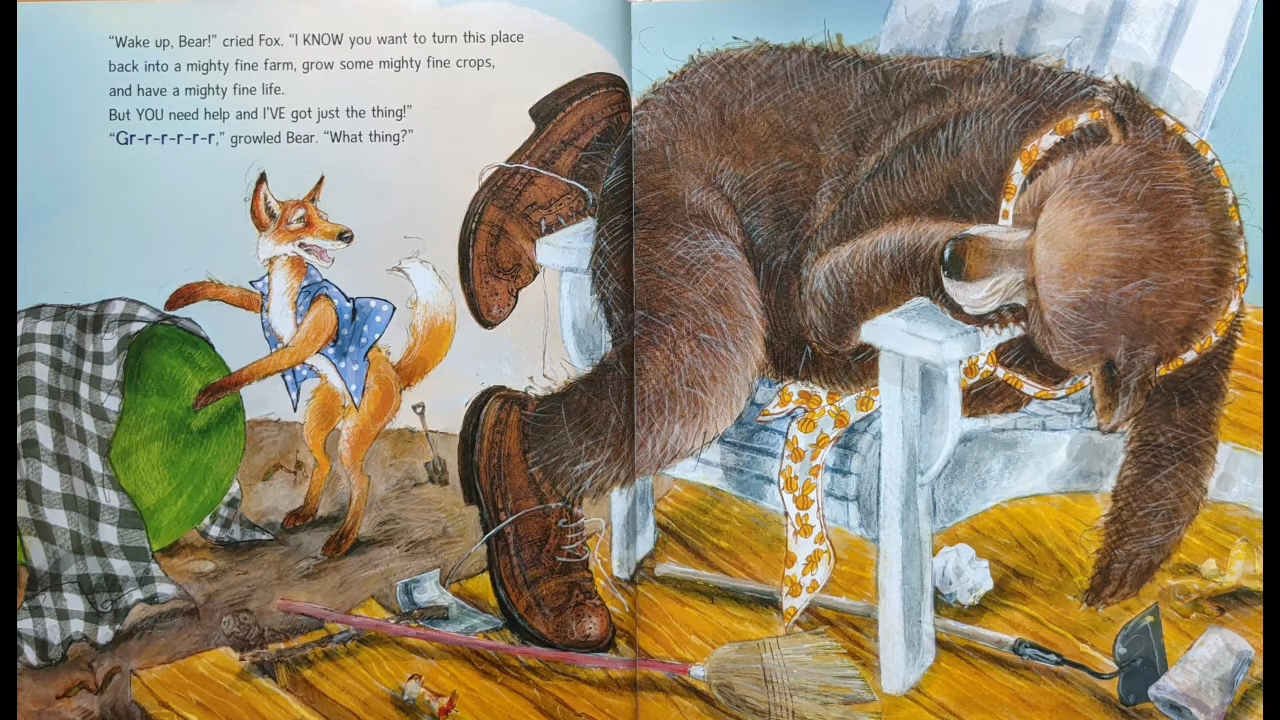 “Wake up, Bear!” cried Fox. “I KNOW you want to turn this place
back into a mighty fine farm, grow some mighty fine crops,
and have a mighty fine life.
But YOU need help and I’VE got just the thing!”
“Gr-r-r-r-r-r,” growled Bear. “What thing?”